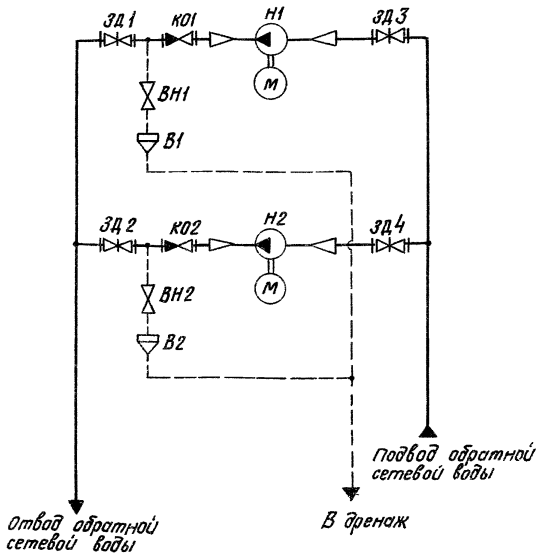 ЗД1 КО1 Н1 ЗД3
М
ВН1
В1
ЗД2 КО2 Н2 ЗД4
М
ВН2
В2
Подвод обратной
сетевой воды
Отвод обратной
сетевой воды
В дренаж